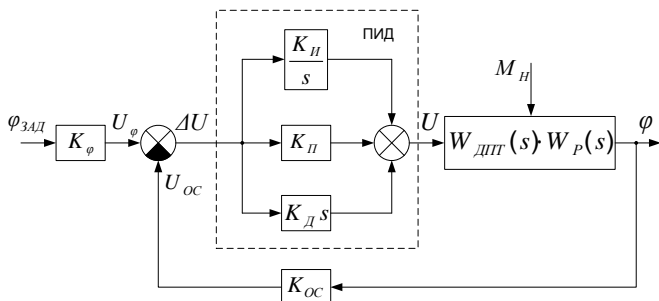 ПИД
K_И
s
M_Н
φ_ЗАД
U_φ
ΔU
U
φ
K_φ
K_П
W_ДПТ(s)·W_Р(s)
U_ОС
K_Д s
K_ОС